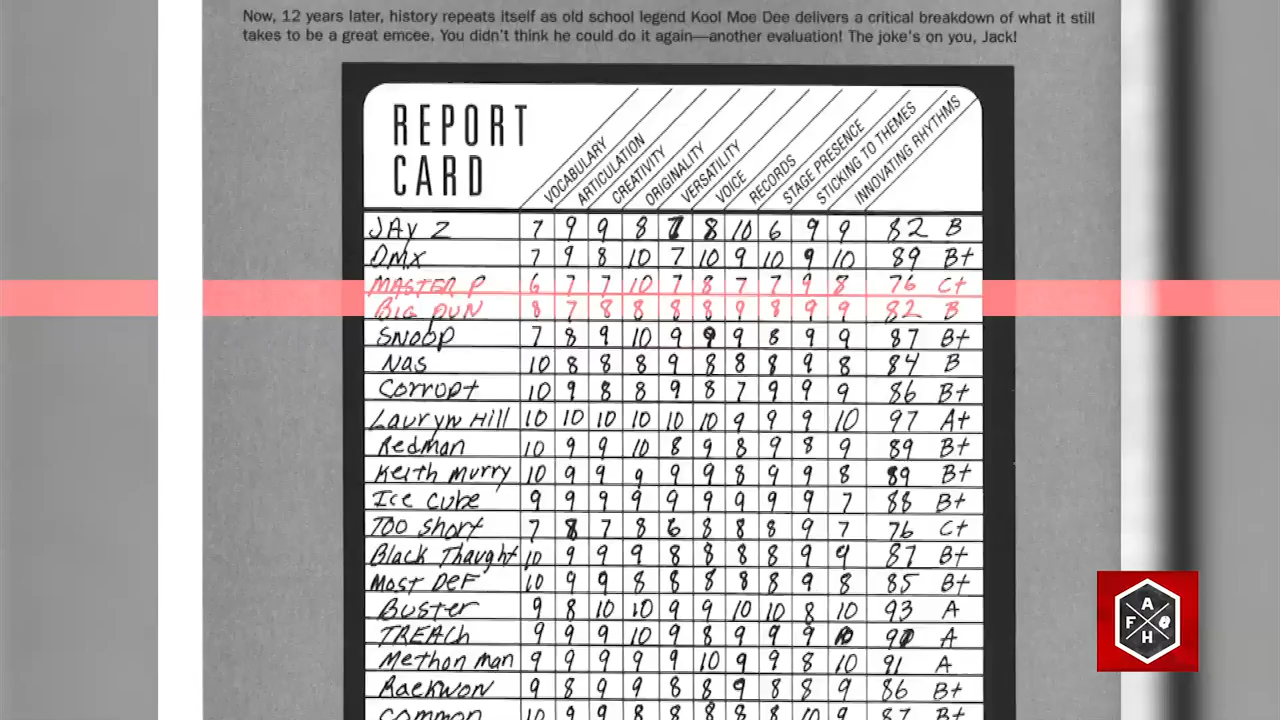 Now, 12 years later, history repeats itself as old school legend Kool Moe Dee delivers a critical breakdown of what it still
takes to be a great emcee. You didn't think he could do it again—another evaluation! The joke's on you, Jack!
REPORT
CARD
VOCABULARY
ARTICULATION
CREATIVITY
ORIGINALITY
VERSATILITY
VOICE
RECORDS
STAGE PRESENCE
STICKING TO THEMES
INNOVATING RHYTHMS
JAY Z 7 9 9 8 7 8 10 6 9 9 82 B
DMX 7 9 8 10 7 10 9 10 9 10 89 B+
MASTER P 6 7 7 10 7 8 7 7 9 8 76 C+
BIG PUN 8 7 8 8 8 8 9 8 9 9 82 B
SNOOP 7 8 9 10 9 9 9 8 9 9 87 B+
Nas 10 8 8 8 9 8 8 8 9 8 84 B
Corrupt 10 9 8 8 9 8 7 9 9 9 86 B+
Lauryn Hill 10 10 10 10 10 10 9 9 9 10 97 A+
Redman 10 9 9 10 8 9 8 9 8 9 89 B+
Keith Murry 10 9 9 9 9 9 8 9 9 8 89 B+
Ice Cube 9 9 9 9 9 9 9 9 9 7 88 B+
Too Short 7 8 7 8 6 8 8 8 9 7 76 C+
Black Thaught 10 9 9 9 8 8 8 8 9 9 87 B+
Most Def 10 9 9 8 8 8 8 8 9 8 85 B+
Buster 9 8 10 10 9 9 10 10 8 10 93 A
TREACh 9 9 9 10 9 8 9 9 9 10 90 A
Methan man 9 9 9 9 9 10 9 9 8 10 91 A
Raekwon 9 8 9 9 8 8 9 8 8 9 86 B+
Common 10 9 9 8 8 8 8 8 10 9 87 B+
A
F H